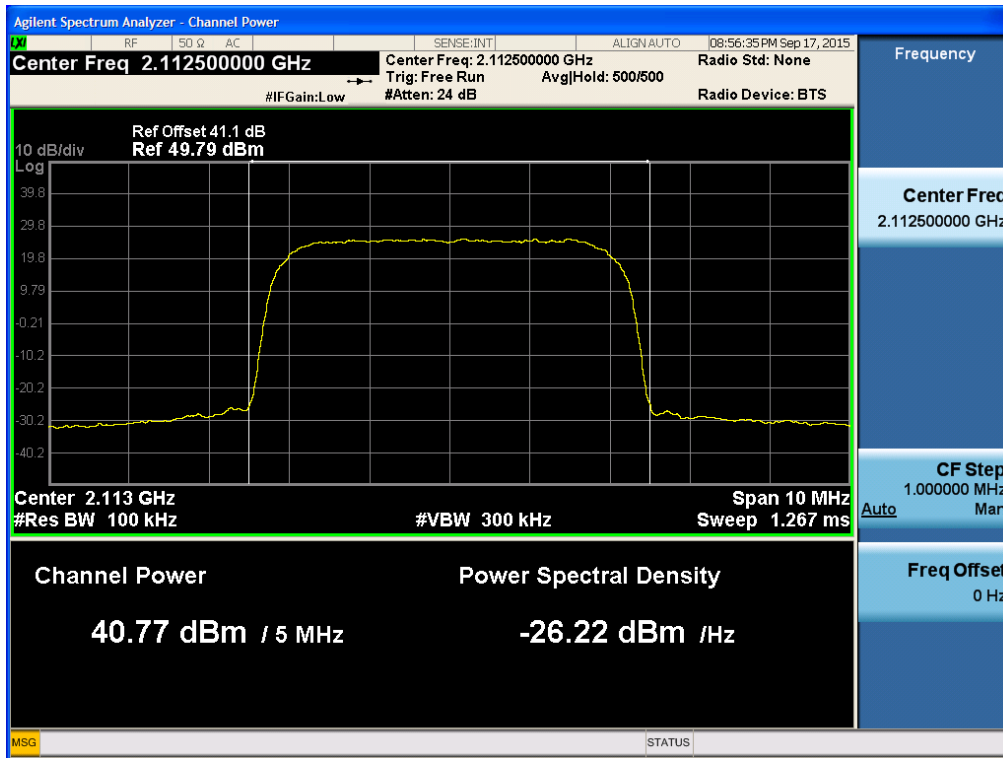 Agilent Spectrum Analyzer - Channel Power
LXI RF 50 Ω AC SENSE:INT ALIGN AUTO 08:56:35 PM Sep 17, 2015
Center Freq 2.112500000 GHz
Center Freq: 2.112500000 GHz
Radio Std: None
Trig: Free Run Avg|Hold: 500/500
#IFGain:Low
#Atten: 24 dB
Radio Device: BTS
Ref Offset 41.1 dB
10 dB/div Ref 49.79 dBm
Log
39.8
29.8
19.8
9.79
-0.21
-10.2
-20.2
-30.2
-40.2
Center 2.113 GHz
Span 10 MHz
#Res BW 100 kHz
#VBW 300 kHz
Sweep 1.267 ms
Channel Power
Power Spectral Density
40.77 dBm / 5 MHz
-26.22 dBm /Hz
MSG
STATUS
Frequency
Center Freq
2.112500000 GHz
CF Step
1.000000 MHz
Auto Man
Freq Offset
0 Hz